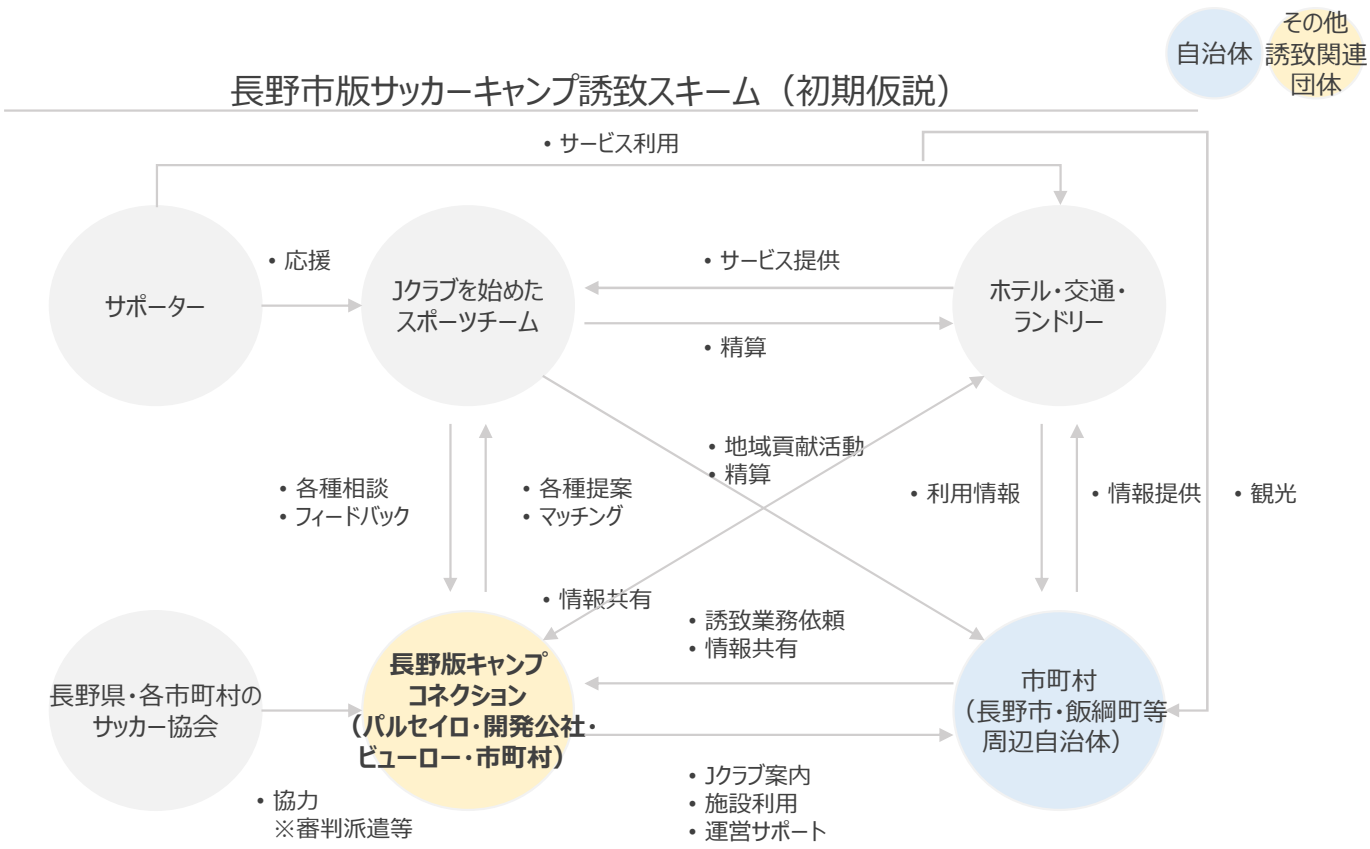 自治体
その他
誘致関連
団体
長野市版サッカーキャンプ誘致スキーム（初期仮説）
• サービス利用
サポーター
• 応援
Jクラブを始めた
スポーツチーム
• サービス提供
• 精算
ホテル・交通・
ランドリー
• 各種相談
• フィードバック
• 各種提案
• マッチング
• 地域貢献活動
• 精算
• 利用情報
• 情報提供
• 観光
• 情報共有
• 誘致業務依頼
• 情報共有
長野県・各市町村の
サッカー協会
長野版キャンプ
コネクション
（パルセイロ・開発公社・
ビューロー・市町村）
市町村
（長野市・飯綱町等
周辺自治体）
• 協力
※審判派遣等
• Jクラブ案内
• 施設利用
• 運営サポート